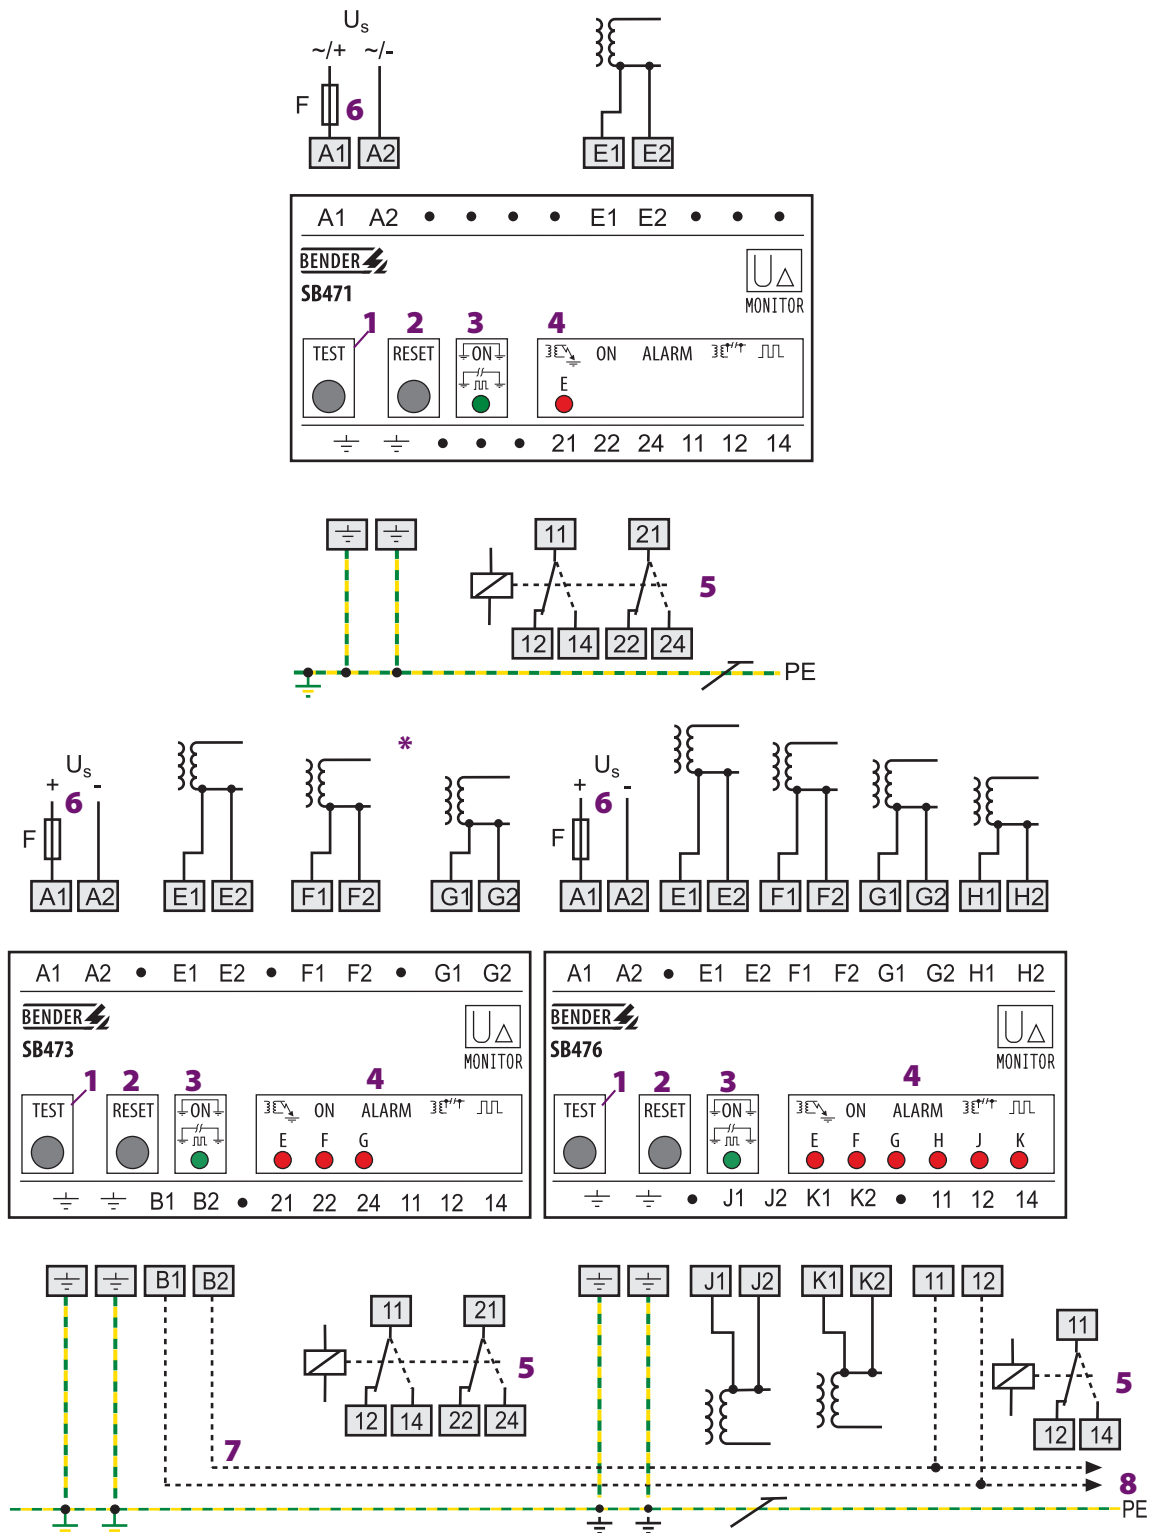 Us
~/+ ~/-
F 6
A1 A2 E1 E2
A1 A2 • • • • E1 E2 • • •
BENDER
SB471
MONITOR
1 2 3 4
TEST RESET ON ON ALARM
E
• • • 21 22 24 11 12 14
11 21
5
12 14 22 24
PE
*
Us
+ -
6
F
A1 A2 E1 E2 F1 F2 G1 G2
Us
+ -
6
F
A1 A2 E1 E2 F1 F2 G1 G2 H1 H2
A1 A2 • E1 E2 • F1 F2 • G1 G2
BENDER
SB473
MONITOR
1 2 3 4
TEST RESET ON ON ALARM
E F G
B1 B2 • 21 22 24 11 12 14
A1 A2 • E1 E2 F1 F2 G1 G2 H1 H2
BENDER
SB476
MONITOR
1 2 3 4
TEST RESET ON ON ALARM
E F G H J K
• J1 J2 K1 K2 • 11 12 14
B1 B2
11 21
5
12 14 22 24
7
J1 J2 K1 K2 11 12
11
5
12 14
8
PE